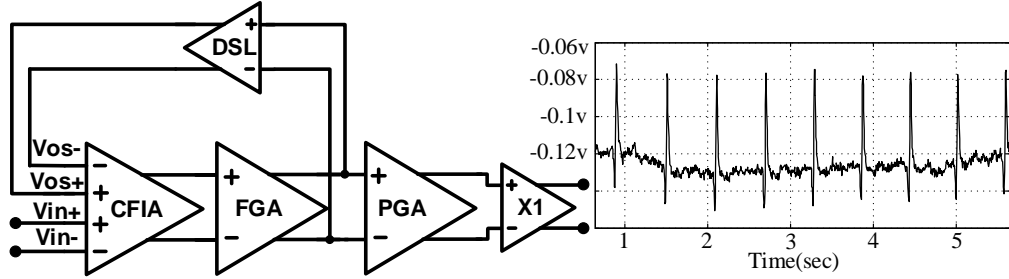 +
DSL
−
Vos-
Vos+
Vin+
Vin-
−
+
+
−
CFIA
+
FGA
−
+
PGA
−
+
X1
−
-0.06v
-0.08v
-0.1v
-0.12v
1 2 3 4 5
Time(sec)